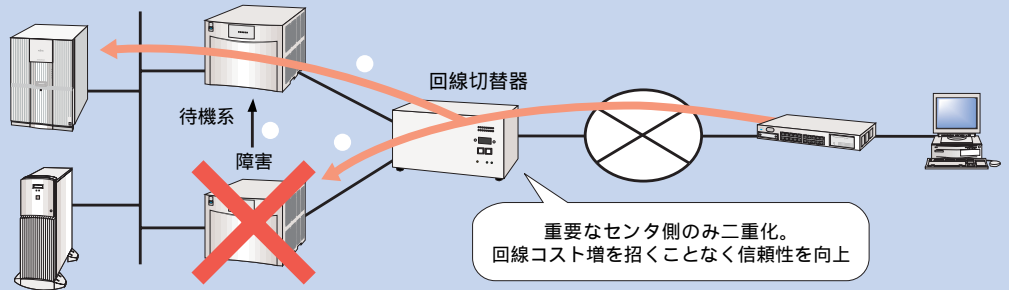 回線切替器
待機系
障害
重要なセンタ側のみ二重化。
回線コスト増を招くことなく信頼性を向上